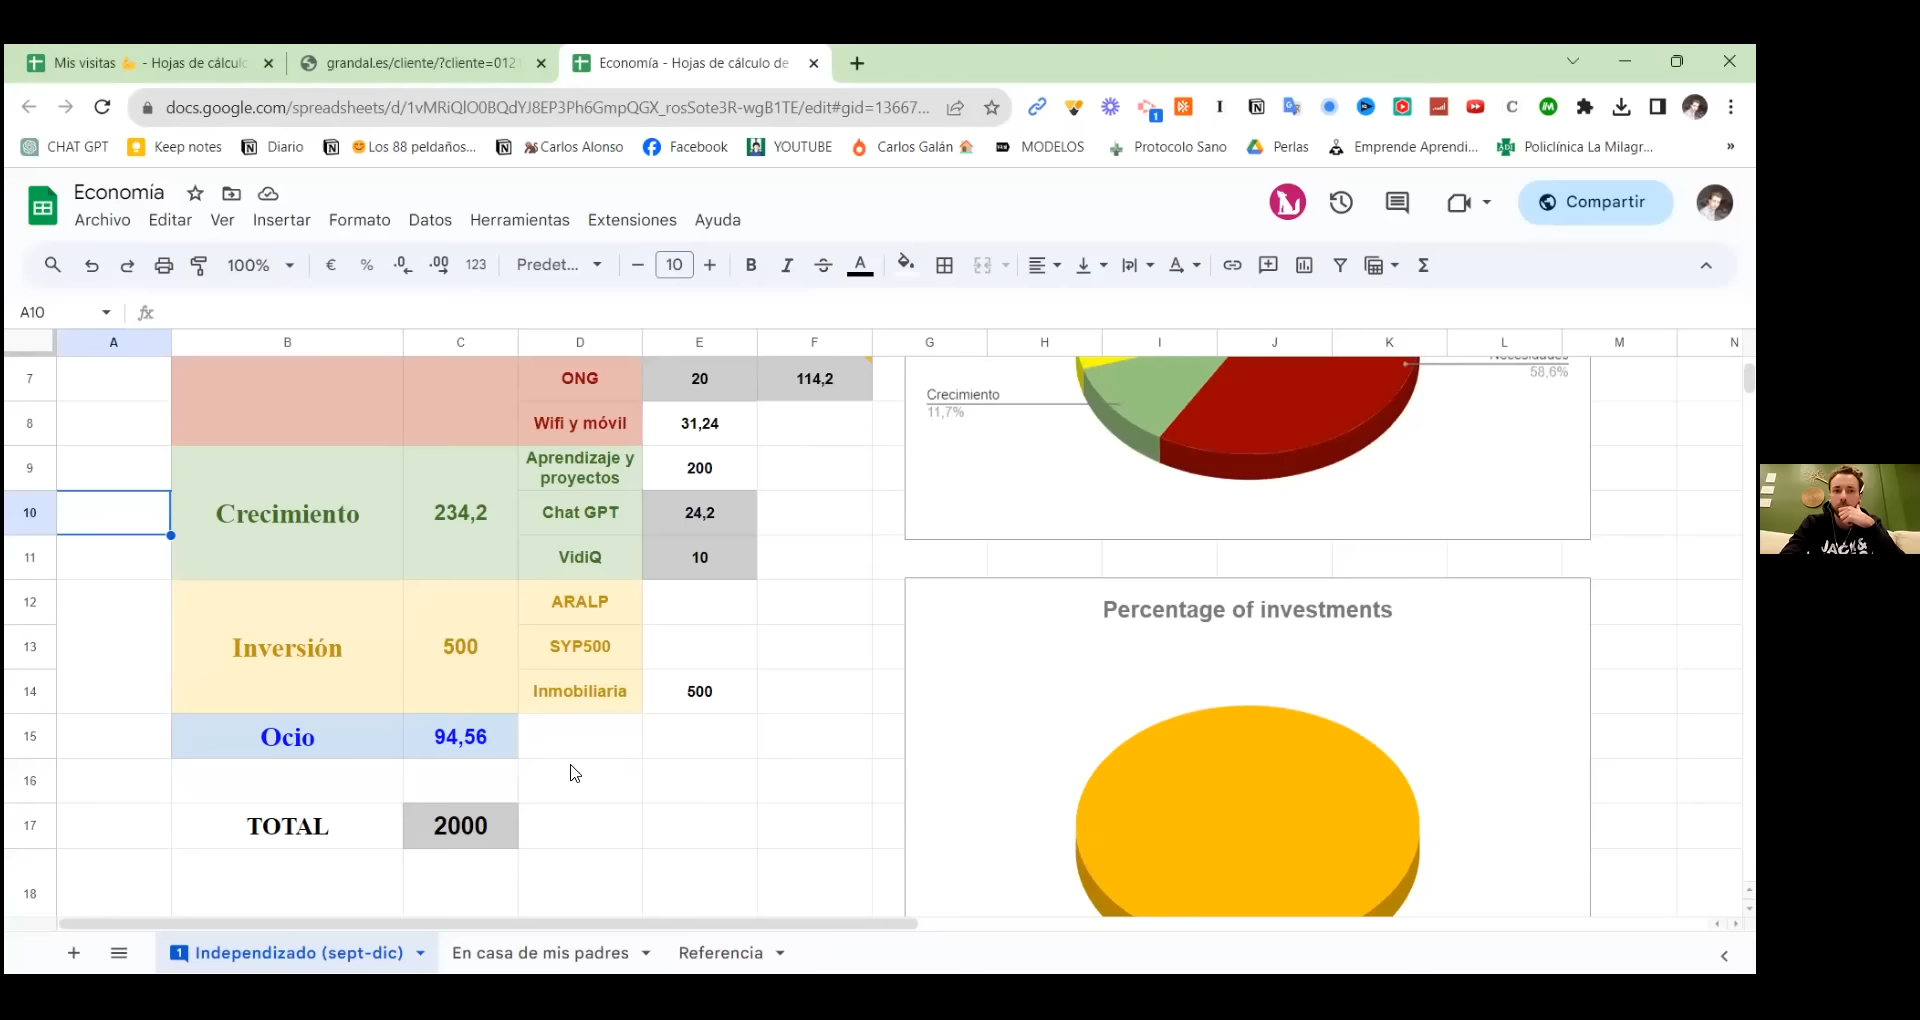 Mis visitas 💪 - Hojas de cálculo
grandal.es/cliente/?cliente=012
Economía - Hojas de cálculo de
docs.google.com/spreadsheets/d/1vMRiQlO0BQdYJ8EP3Ph6GmpQGX_rosSote3R-wgB1TE/edit#gid=13667...
CHAT GPT
Keep notes
Diario
😊Los 88 peldaños...
Carlos Alonso
Facebook
YOUTUBE
Carlos Galán
MODELOS
Protocolo Sano
Perlas
Emprende Aprendi...
Policlínica La Milagr...
»
Economía
Archivo Editar Ver Insertar Formato Datos Herramientas Extensiones Ayuda
Compartir
100% € % .0 .00 123 Predet... − 10 + B I A Σ
A10 fx
A B C D E F G H I J K L M N
7 ONG 20 114,2
Necesidades
58,6%
Crecimiento
11,7%
8 Wifi y móvil 31,24
9 Aprendizaje y
proyectos 200
10 Crecimiento 234,2 Chat GPT 24,2
11 VidiQ 10
12 ARALP
Percentage of investments
13 Inversión 500 SYP500
14 Inmobiliaria 500
15 Ocio 94,56
16
17 TOTAL 2000
18
1 Independizado (sept-dic)
En casa de mis padres
Referencia